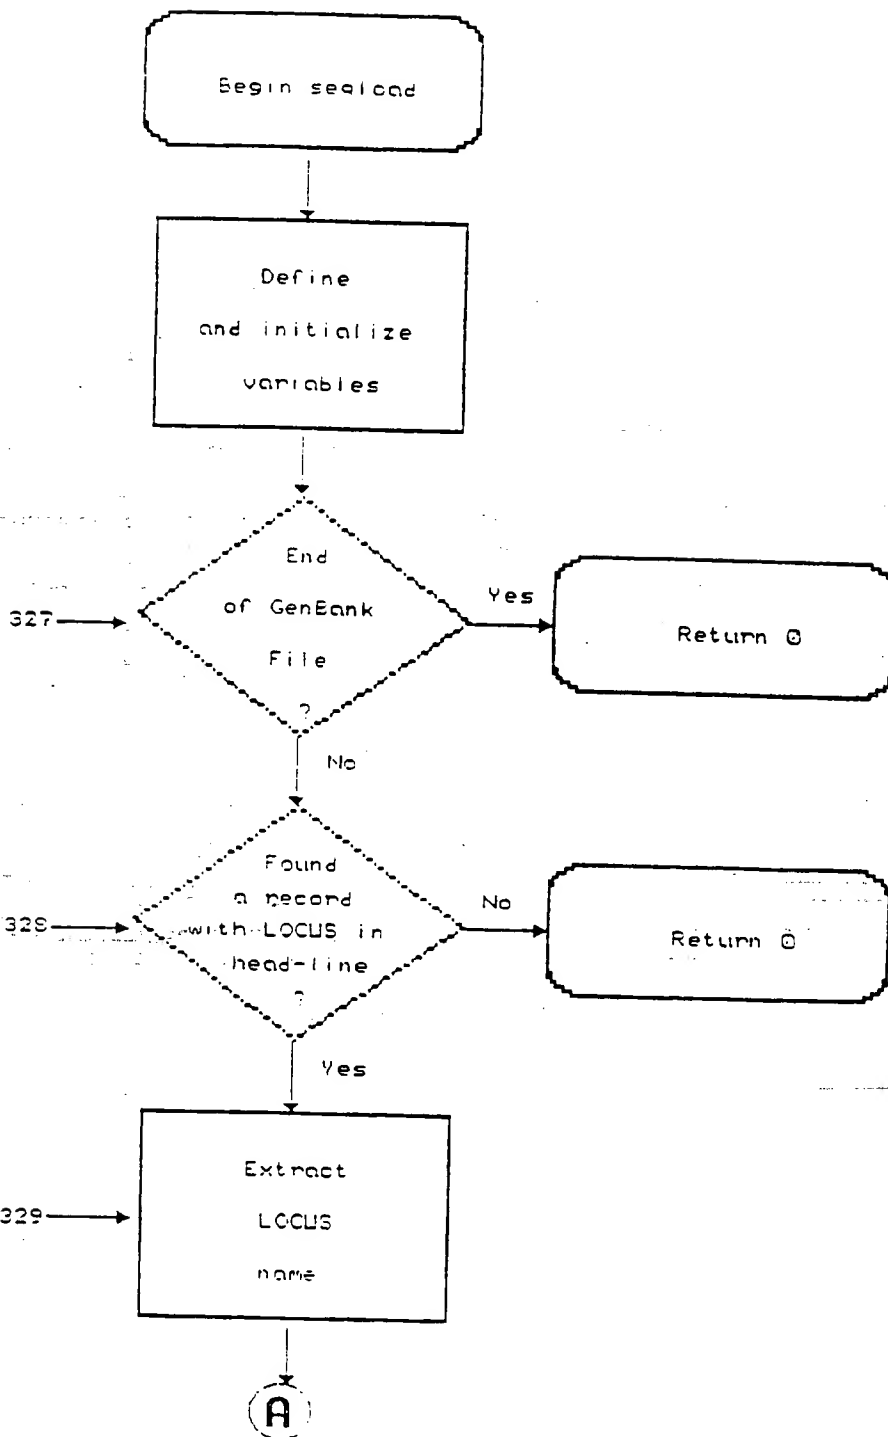 Begin seqload
Define
and initialize
variables
End
of GenBank
File
?
327
Yes
Return 0
No
Found
a record
with LOCUS in
head-line
?
328
No
Return 0
Yes
Extract
LOCUS
name
329
A